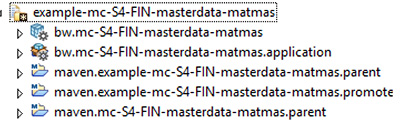 example-mc-S4-FIN-masterdata-matmas
bw.mc-S4-FIN-masterdata-matmas
bw.mc-S4-FIN-masterdata-matmas.application
maven.example-mc-S4-FIN-masterdata-matmas.parent
maven.example-mc-S4-FIN-masterdata-matmas.promote
maven.mc-S4-FIN-masterdata-matmas.parent